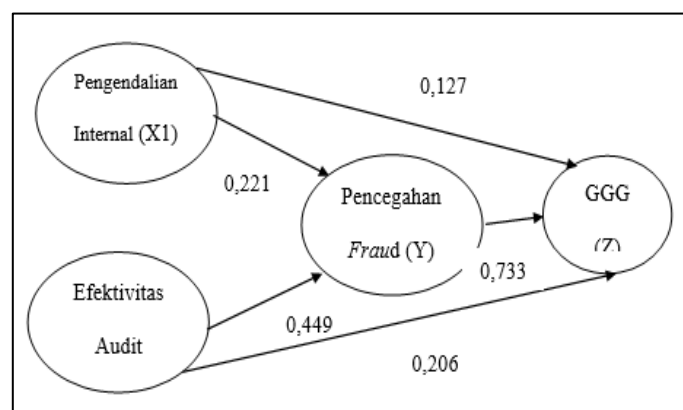 Pengendalian
Internal (X1)
0,127
0,221
Pencegahan
Fraud (Y)
GGG
(Z)
0,733
Efektivitas
Audit
0,449
0,206